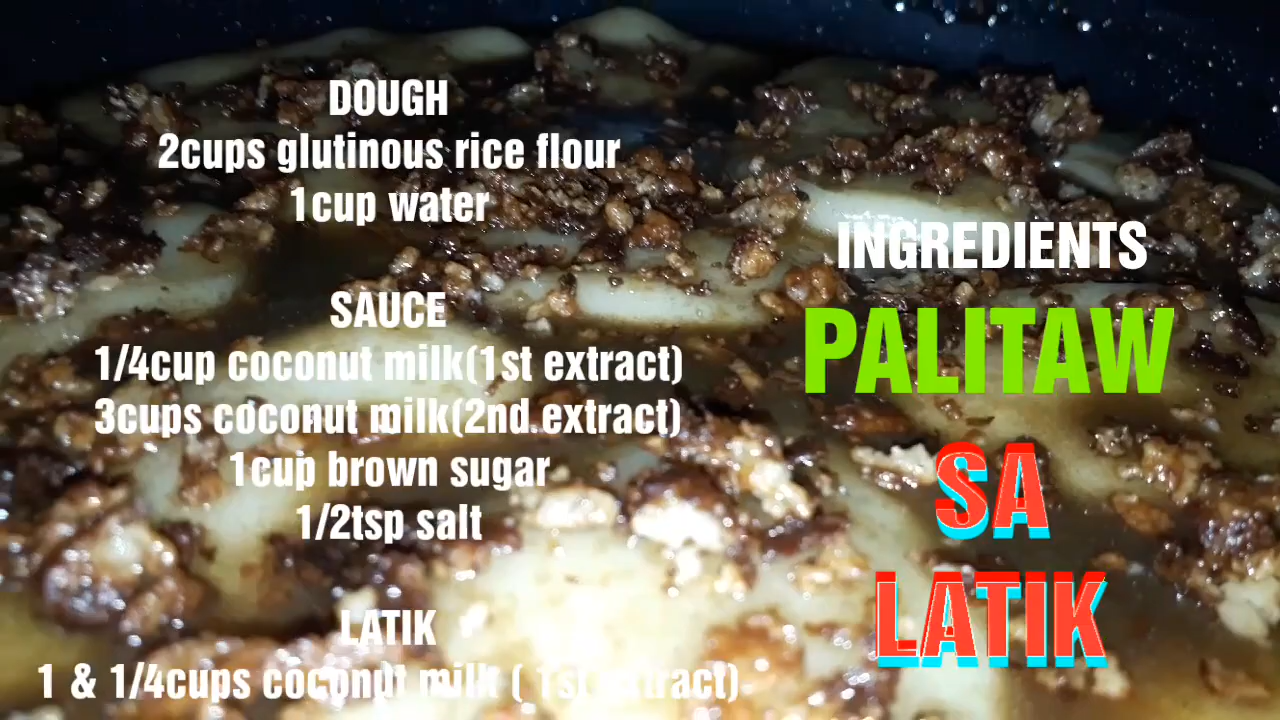 DOUGH
2cups glutinous rice flour
1cup water
SAUCE
1/4cup coconut milk(1st extract)
3cups coconut milk(2nd.extract)
1cup brown sugar
1/2tsp salt
LATIK
1 & 1/4cups coconut milk ( 1st extract)
INGREDIENTS
PALITAW
SA
LATIK